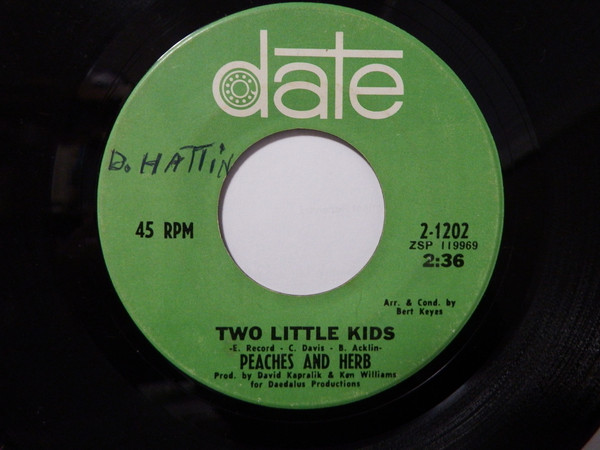 date
D. HATTIN
45 RPM
2-1202
ZSP 119969
2:36
Arr. & Cond. by
Bert Keyes
TWO LITTLE KIDS
-E. Record - C. Davis - B. Acklin-
PEACHES AND HERB
Prod. by David Kapralik & Ken Williams
for Daedalus Productions